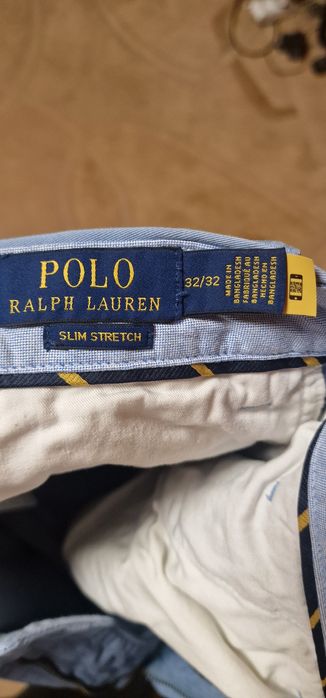 POLO
RALPH LAUREN
SLIM STRETCH
32/32
MADE IN
BANGLADESH
FABRIQUÉ AU
BANGLADESH
HECHO EN
BANGLADESH